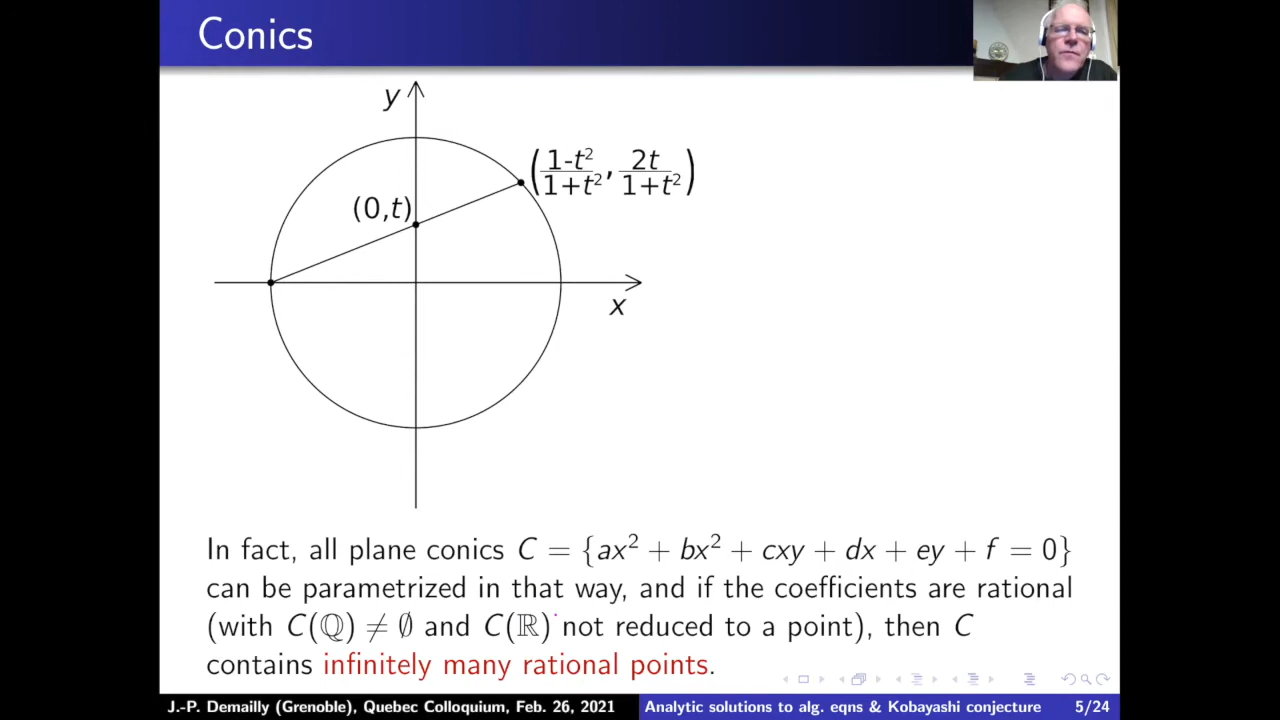 Conics
y
(1-t²/1+t², 2t/1+t²)
(0,t)
x
In fact, all plane conics C = {ax² + bx² + cxy + dx + ey + f = 0}
can be parametrized in that way, and if the coefficients are rational
(with C(ℚ) ≠ ∅ and C(ℝ) not reduced to a point), then C
contains infinitely many rational points.
J.-P. Demailly (Grenoble), Quebec Colloquium, Feb. 26, 2021 Analytic solutions to alg. eqns & Kobayashi conjecture 5/24